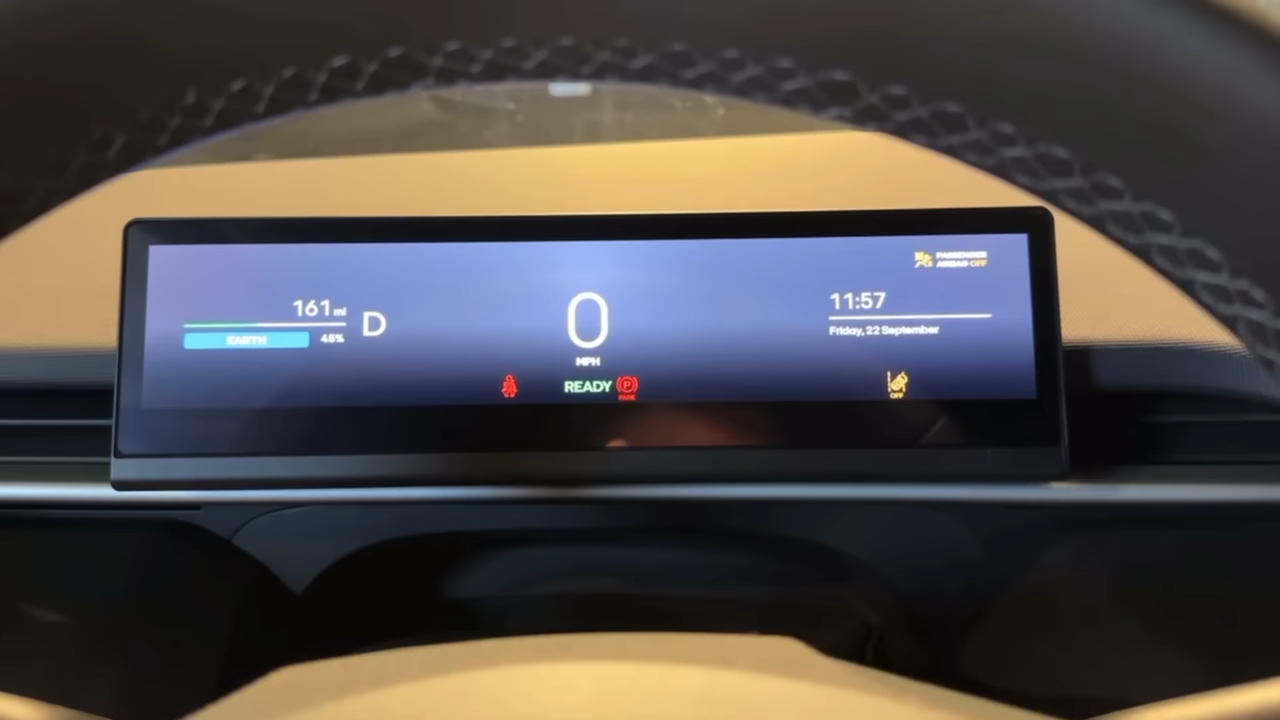 PASSENGER
AIRBAG OFF
161 mi
D
EARTH
45%
0
MPH
11:57
Friday, 22 September
READY
P
PARK
OFF